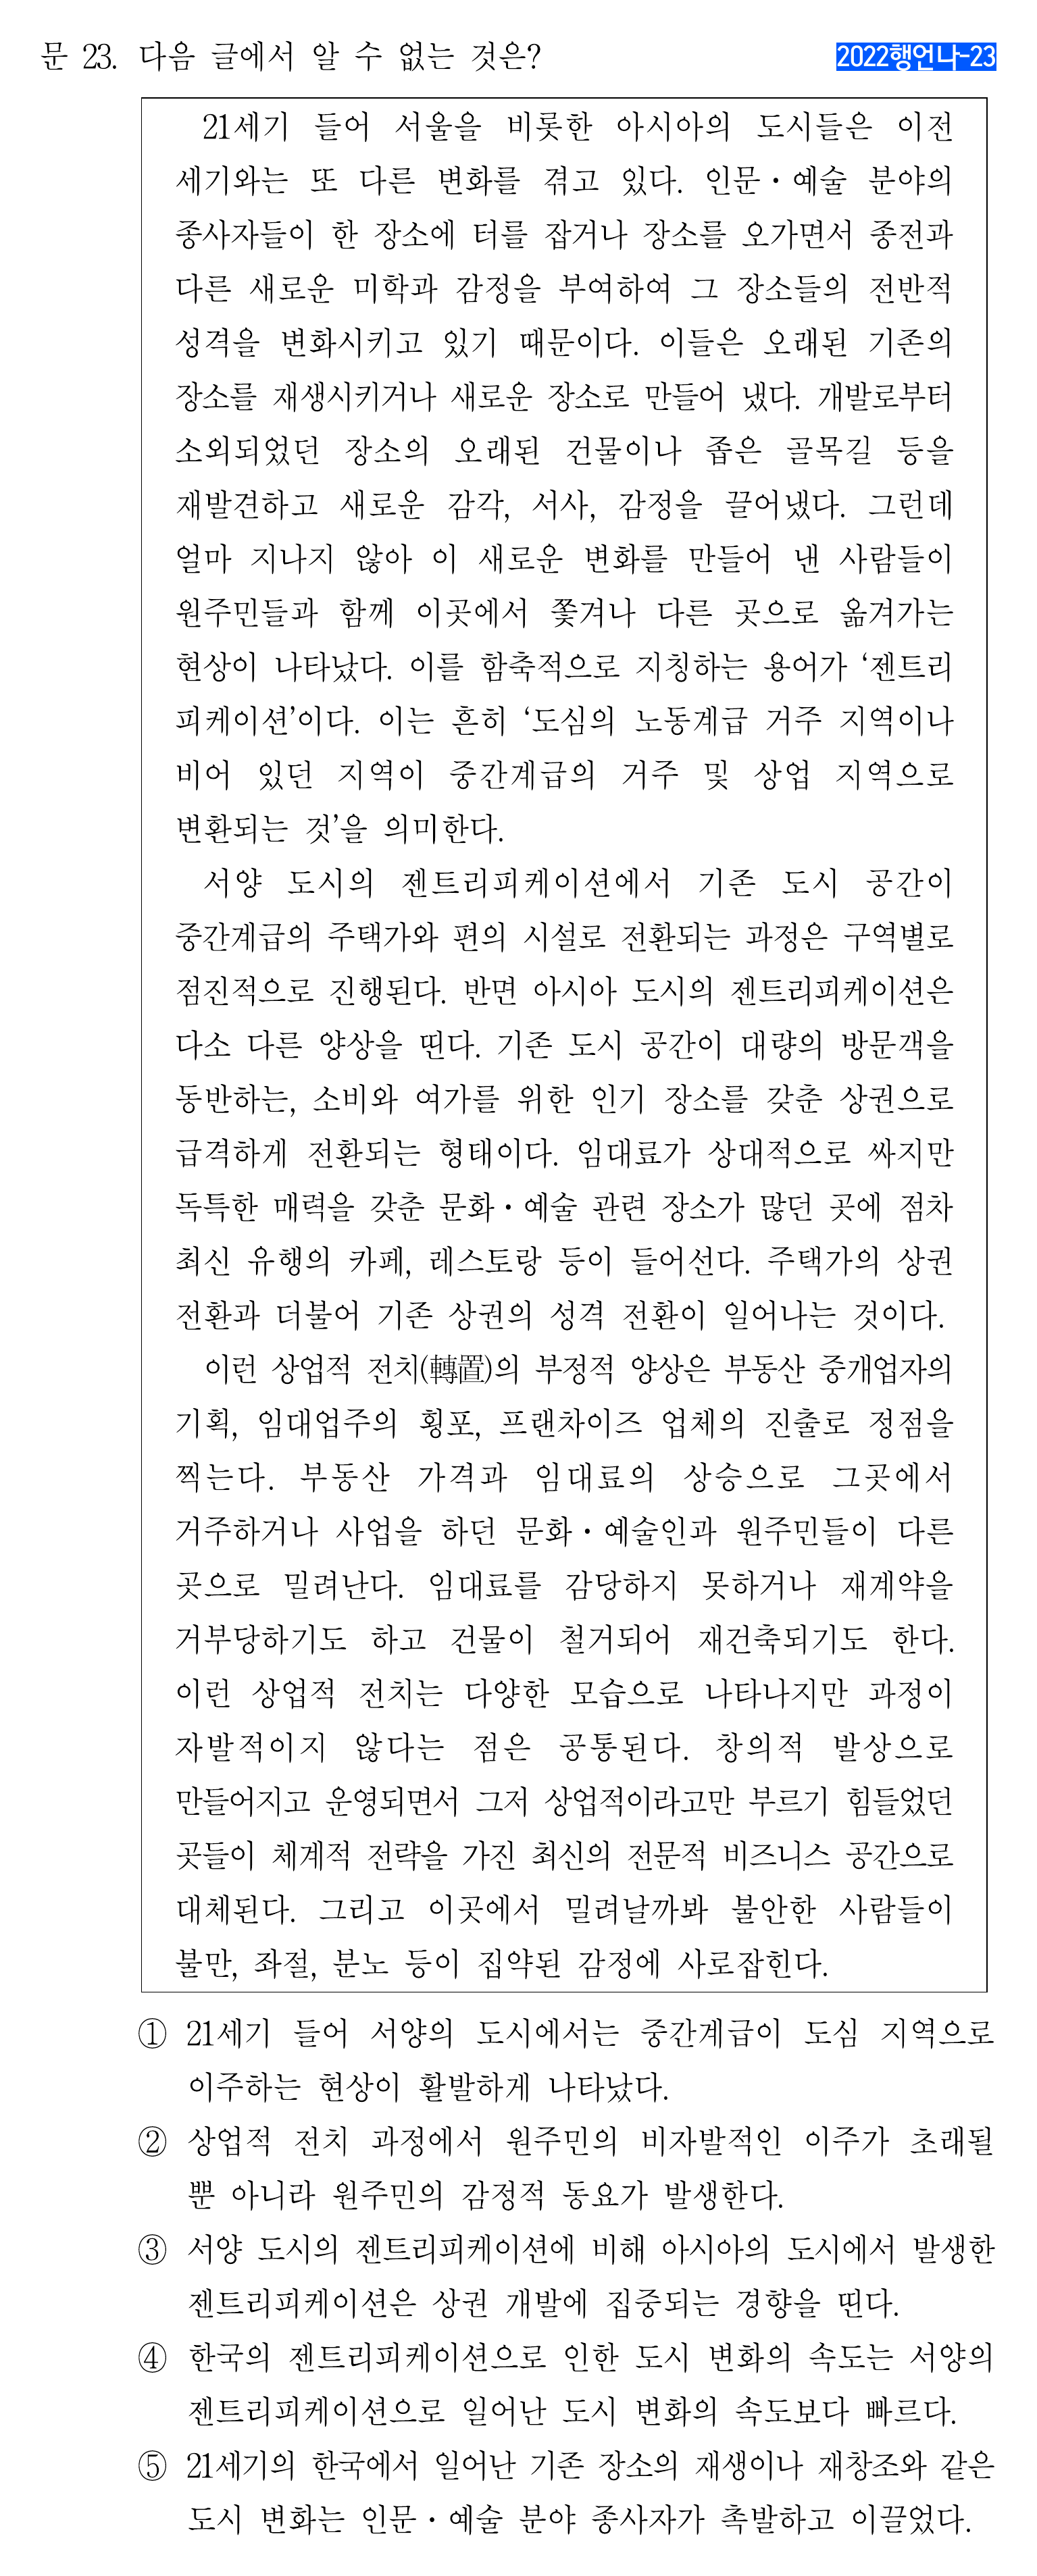 문 23. 다음 글에서 알 수 없는 것은?
2022행언나-23
21세기 들어 서울을 비롯한 아시아의 도시들은 이전
세기와는 또 다른 변화를 겪고 있다. 인문·예술 분야의
종사자들이 한 장소에 터를 잡거나 장소를 오가면서 종전과
다른 새로운 미학과 감정을 부여하여 그 장소들의 전반적
성격을 변화시키고 있기 때문이다. 이들은 오래된 기존의
장소를 재생시키거나 새로운 장소로 만들어 냈다. 개발로부터
소외되었던 장소의 오래된 건물이나 좁은 골목길 등을
재발견하고 새로운 감각, 서사, 감정을 끌어냈다. 그런데
얼마 지나지 않아 이 새로운 변화를 만들어 낸 사람들이
원주민들과 함께 이곳에서 쫓겨나 다른 곳으로 옮겨가는
현상이 나타났다. 이를 함축적으로 지칭하는 용어가 ‘젠트리
피케이션’이다. 이는 흔히 ‘도심의 노동계급 거주 지역이나
비어 있던 지역이 중간계급의 거주 및 상업 지역으로
변환되는 것’을 의미한다.
서양 도시의 젠트리피케이션에서 기존 도시 공간이
중간계급의 주택가와 편의 시설로 전환되는 과정은 구역별로
점진적으로 진행된다. 반면 아시아 도시의 젠트리피케이션은
다소 다른 양상을 띤다. 기존 도시 공간이 대량의 방문객을
동반하는, 소비와 여가를 위한 인기 장소를 갖춘 상권으로
급격하게 전환되는 형태이다. 임대료가 상대적으로 싸지만
독특한 매력을 갖춘 문화·예술 관련 장소가 많던 곳에 점차
최신 유행의 카페, 레스토랑 등이 들어선다. 주택가의 상권
전환과 더불어 기존 상권의 성격 전환이 일어나는 것이다.
이런 상업적 전치(轉置)의 부정적 양상은 부동산 중개업자의
기획, 임대업주의 횡포, 프랜차이즈 업체의 진출로 정점을
찍는다. 부동산 가격과 임대료의 상승으로 그곳에서
거주하거나 사업을 하던 문화·예술인과 원주민들이 다른
곳으로 밀려난다. 임대료를 감당하지 못하거나 재계약을
거부당하기도 하고 건물이 철거되어 재건축되기도 한다.
이런 상업적 전치는 다양한 모습으로 나타나지만 과정이
자발적이지 않다는 점은 공통된다. 창의적 발상으로
만들어지고 운영되면서 그저 상업적이라고만 부르기 힘들었던
곳들이 체계적 전략을 가진 최신의 전문적 비즈니스 공간으로
대체된다. 그리고 이곳에서 밀려날까봐 불안한 사람들이
불만, 좌절, 분노 등이 집약된 감정에 사로잡힌다.
① 21세기 들어 서양의 도시에서는 중간계급이 도심 지역으로
이주하는 현상이 활발하게 나타났다.
② 상업적 전치 과정에서 원주민의 비자발적인 이주가 초래될
뿐 아니라 원주민의 감정적 동요가 발생한다.
③ 서양 도시의 젠트리피케이션에 비해 아시아의 도시에서 발생한
젠트리피케이션은 상권 개발에 집중되는 경향을 띤다.
④ 한국의 젠트리피케이션으로 인한 도시 변화의 속도는 서양의
젠트리피케이션으로 일어난 도시 변화의 속도보다 빠르다.
⑤ 21세기의 한국에서 일어난 기존 장소의 재생이나 재창조와 같은
도시 변화는 인문·예술 분야 종사자가 촉발하고 이끌었다.